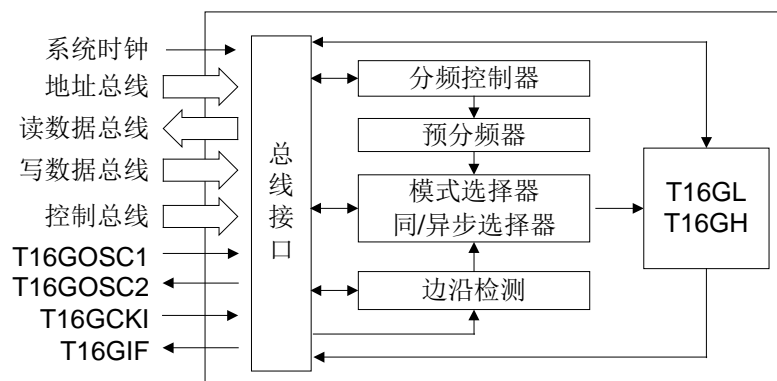 系统时钟
地址总线
读数据总线
写数据总线
控制总线
T16GOSC1
T16GOSC2
T16GCKI
T16GIF
总线接口
分频控制器
预分频器
模式选择器
同/异步选择器
边沿检测
T16GL
T16GH